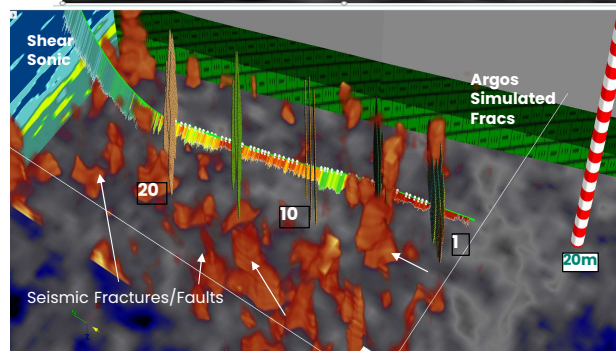 Shear
Sonic
Argos
Simulated
Fracs
20
10
1
20m
Seismic Fractures/Faults